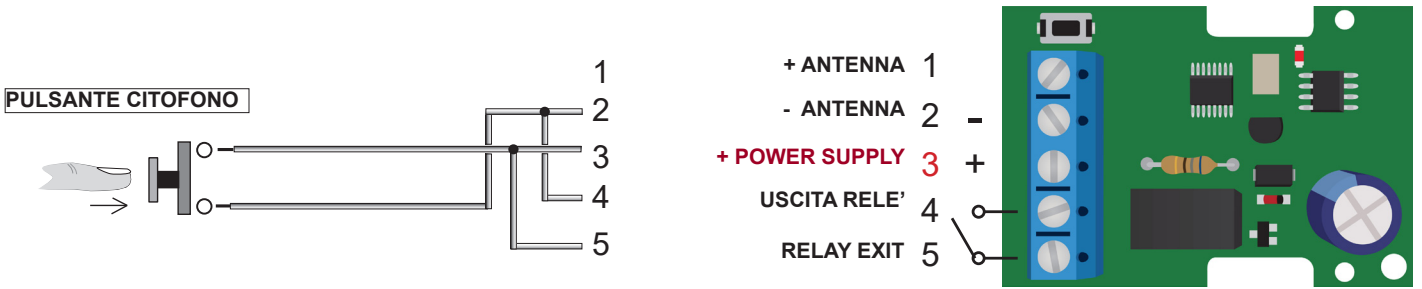 PULSANTE CITOFONO
1
2
3
4
5
+ ANTENNA 1
- ANTENNA 2 -
+ POWER SUPPLY 3 +
USCITA RELE' 4
RELAY EXIT 5